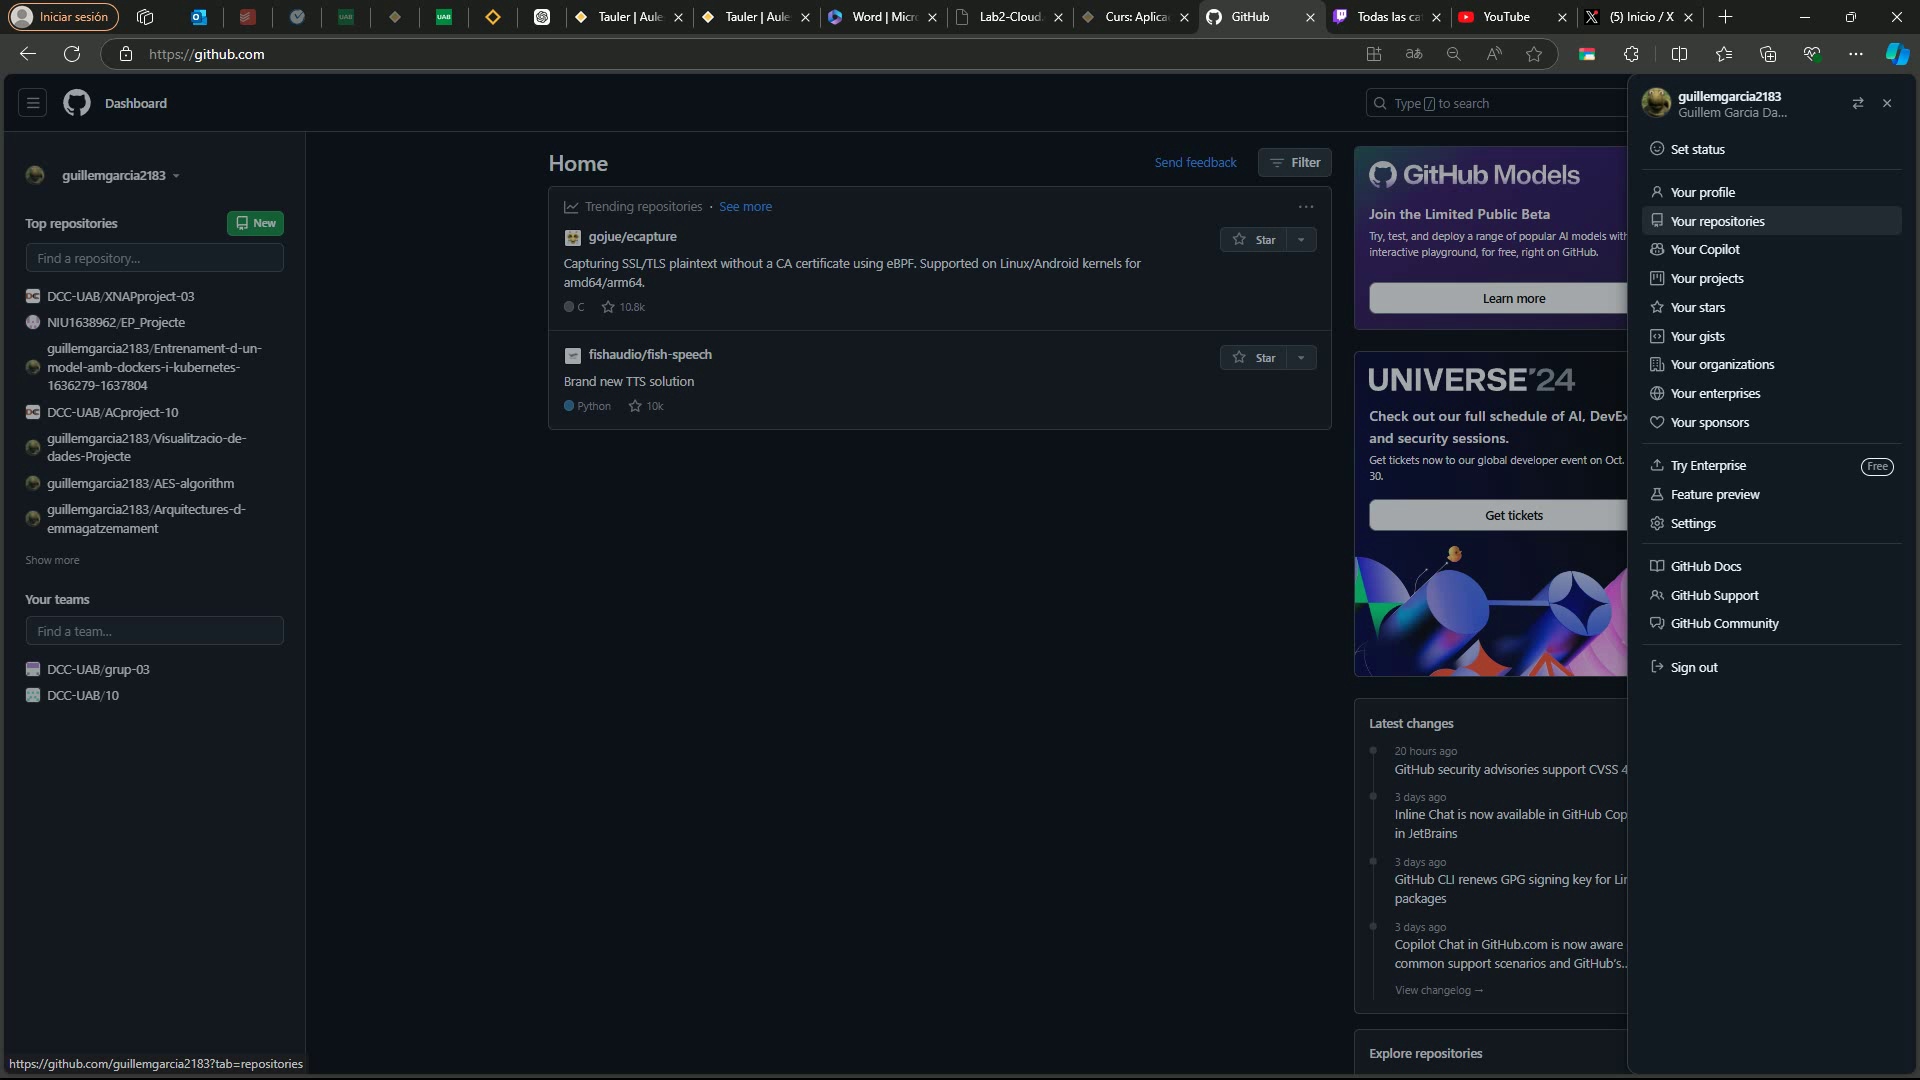 Iniciar sesión
Tauler | Aule
Tauler | Aule
Word | Micr
Lab2-Cloud.
Curs: Aplica
GitHub
Todas las ca
YouTube
(5) Inicio / X
https://github.com
Dashboard
Type / to search
guillemgarcia2183
Guillem Garcia Da...
Set status
Your profile
Your repositories
Your Copilot
Your projects
Your stars
Your gists
Your organizations
Your enterprises
Your sponsors
Try Enterprise
Free
Feature preview
Settings
GitHub Docs
GitHub Support
GitHub Community
Sign out
guillemgarcia2183
Top repositories
New
Find a repository...
DCC-UAB/XNAPproject-03
NIU1638962/EP_Projecte
guillemgarcia2183/Entrenament-d-un-
model-amb-dockers-i-kubernetes-
1636279-1637804
DCC-UAB/ACproject-10
guillemgarcia2183/Visualitzacio-de-
dades-Projecte
guillemgarcia2183/AES-algorithm
guillemgarcia2183/Arquitectures-d-
emmagatzemament
Show more
Your teams
Find a team...
DCC-UAB/grup-03
DCC-UAB/10
Home
Send feedback
Filter
Trending repositories · See more
gojue/ecapture
Star
Capturing SSL/TLS plaintext without a CA certificate using eBPF. Supported on Linux/Android kernels for
amd64/arm64.
C
10.8k
fishaudio/fish-speech
Star
Brand new TTS solution
Python
10k
GitHub Models
Join the Limited Public Beta
Try, test, and deploy a range of popular AI models with
interactive playground, for free, right on GitHub.
Learn more
UNIVERSE'24
Check out our full schedule of AI, DevEx
and security sessions.
Get tickets now to our global developer event on Oct.
30.
Get tickets
Latest changes
20 hours ago
GitHub security advisories support CVSS 4
3 days ago
Inline Chat is now available in GitHub Cop
in JetBrains
3 days ago
GitHub CLI renews GPG signing key for Lin
packages
3 days ago
Copilot Chat in GitHub.com is now aware
common support scenarios and GitHub's..
View changelog →
Explore repositories
https://github.com/guillemgarcia2183?tab=repositories